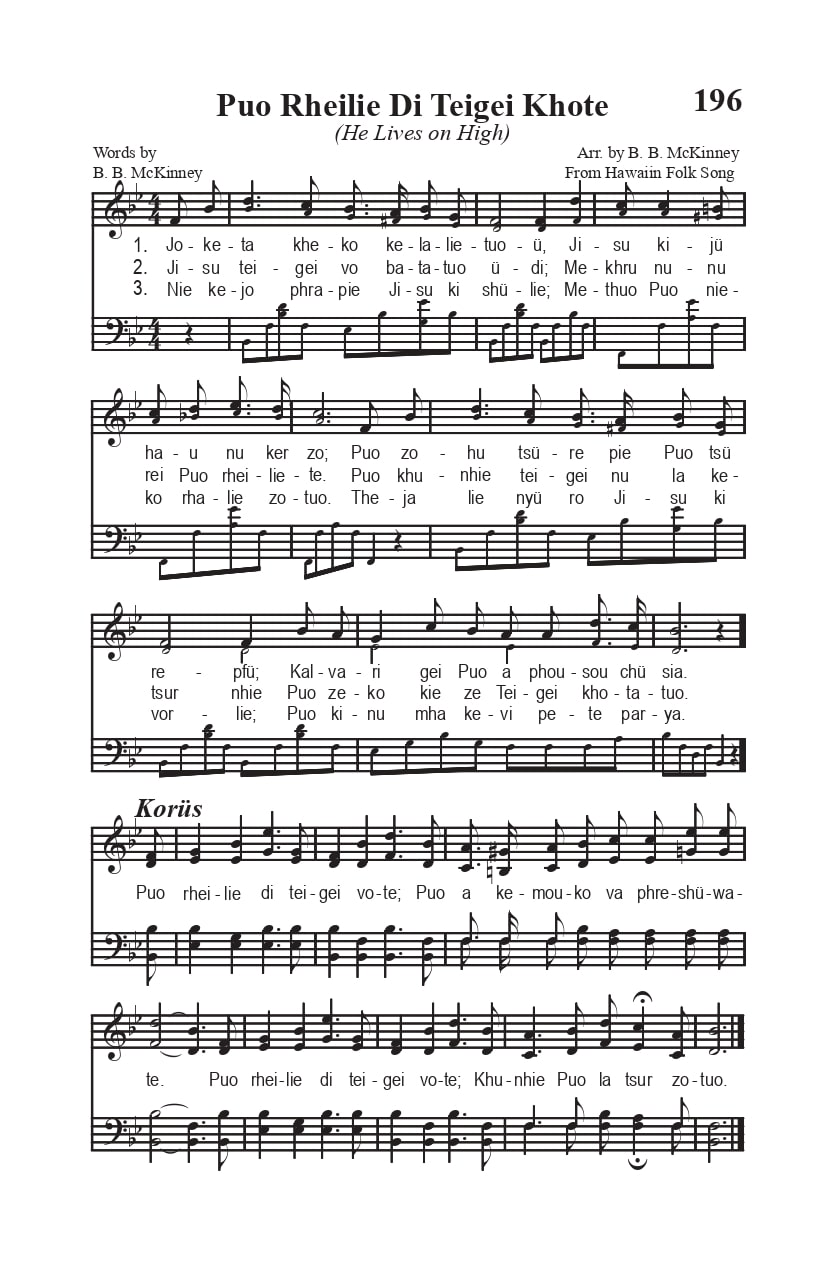 196
Puo Rheilie Di Teigei Khote
(He Lives on High)
Words by
B. B. McKinney
Arr. by B. B. McKinney
From Hawaiin Folk Song
1. Jo - ke - ta khe - ko ke - la - lie - tuo - ü, Ji - su ki - jü
2. Ji - su tei - gei vo ba - ta - tuo ü - di; Me - khru nu - nu
3. Nie ke - jo phra - pie Ji - su ki shü - lie; Me - thuo Puo nie -
ha - u nu ker zo; Puo zo - hu tsü - re pie Puo tsü
rei Puo rhei - lie - te. Puo khu - nhie tei - gei nu la ke -
ko rha - lie zo - tuo. The - ja lie nyü ro Ji - su ki
re - pfü; Kal - va - ri gei Puo a phou - sou chü sia.
tsur nhie Puo ze - ko kie ze Tei - gei kho - ta - tuo.
vor - lie; Puo ki - nu mha ke - vi pe - te par - ya.
Korüs
Puo rhei - lie di tei - gei vo - te; Puo a ke - mou - ko va phre - shü - wa -
te. Puo rhei - lie di tei - gei vo - te; Khu - nhie Puo la tsur zo - tuo.